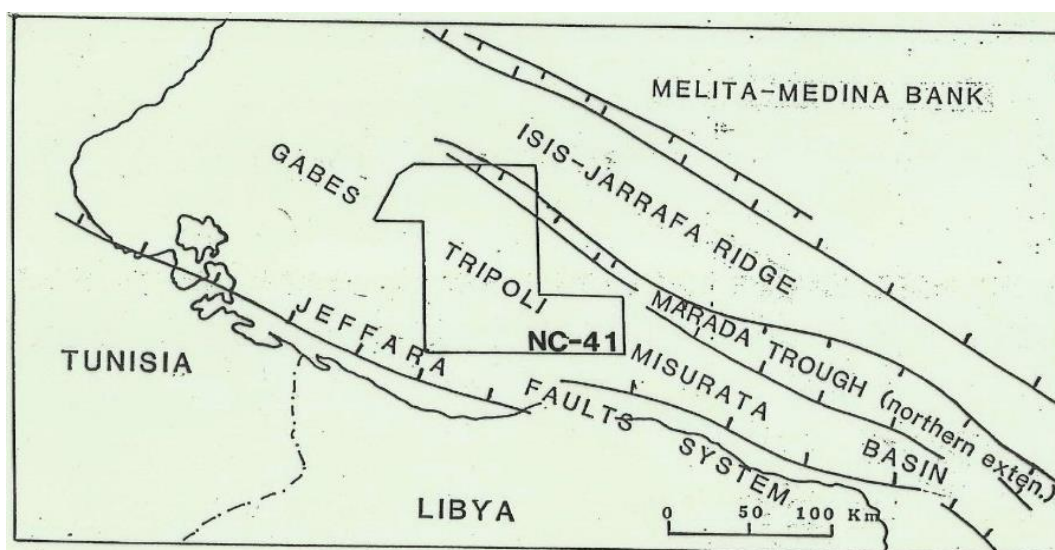 MELITA-MEDINA BANK
ISIS-JARRAFA RIDGE
GABES
TRIPOLI
MISURATA
BASIN
MARADA TROUGH (northern exten.)
NC-41
JEFFARA
FAULTS
SYSTEM
TUNISIA
LIBYA
0 50 100 Km